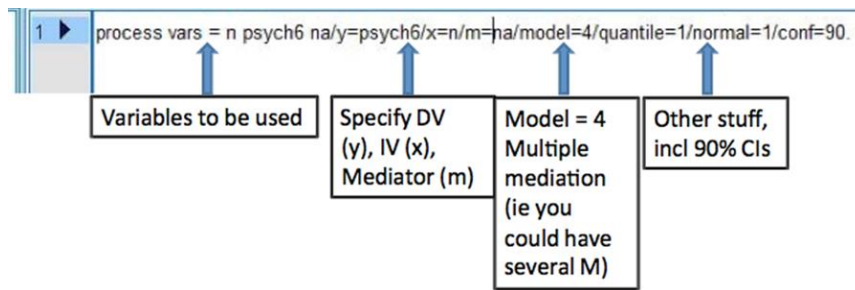 1 process vars = n psych6 na/y=psych6/x=n/m=na/model=4/quantile=1/normal=1/conf=90.
Variables to be used
Specify DV
(y), IV (x),
Mediator (m)
Model = 4
Multiple
mediation
(ie you
could have
several M)
Other stuff,
incl 90% CIs